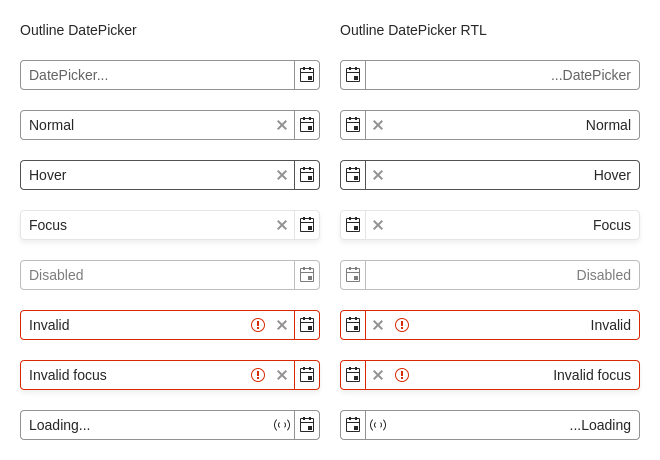 Outline DatePicker
Outline DatePicker RTL
DatePicker...
...DatePicker
Normal
Normal
Hover
Hover
Focus
Focus
Disabled
Disabled
Invalid
Invalid
Invalid focus
Invalid focus
Loading...
...Loading